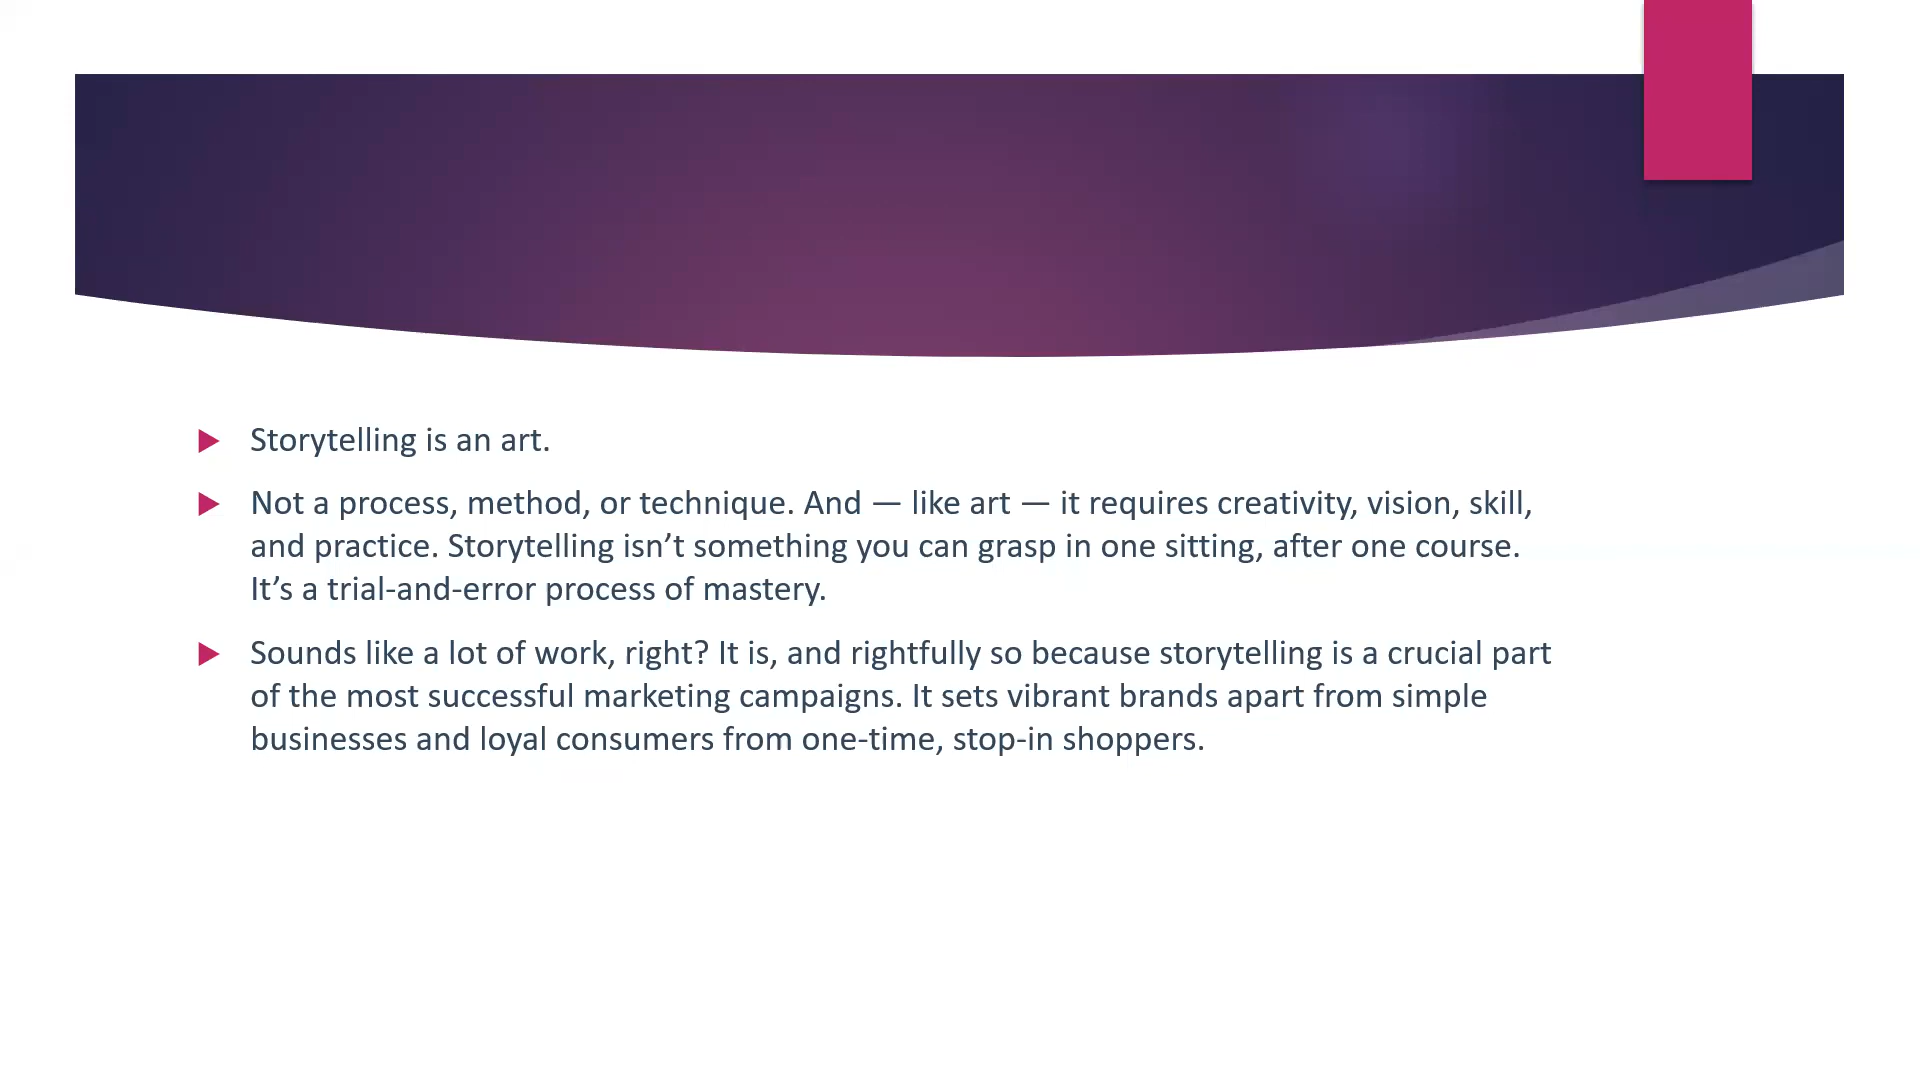 Storytelling is an art.
Not a process, method, or technique. And — like art — it requires creativity, vision, skill,
and practice. Storytelling isn’t something you can grasp in one sitting, after one course.
It’s a trial-and-error process of mastery.
Sounds like a lot of work, right? It is, and rightfully so because storytelling is a crucial part
of the most successful marketing campaigns. It sets vibrant brands apart from simple
businesses and loyal consumers from one-time, stop-in shoppers.